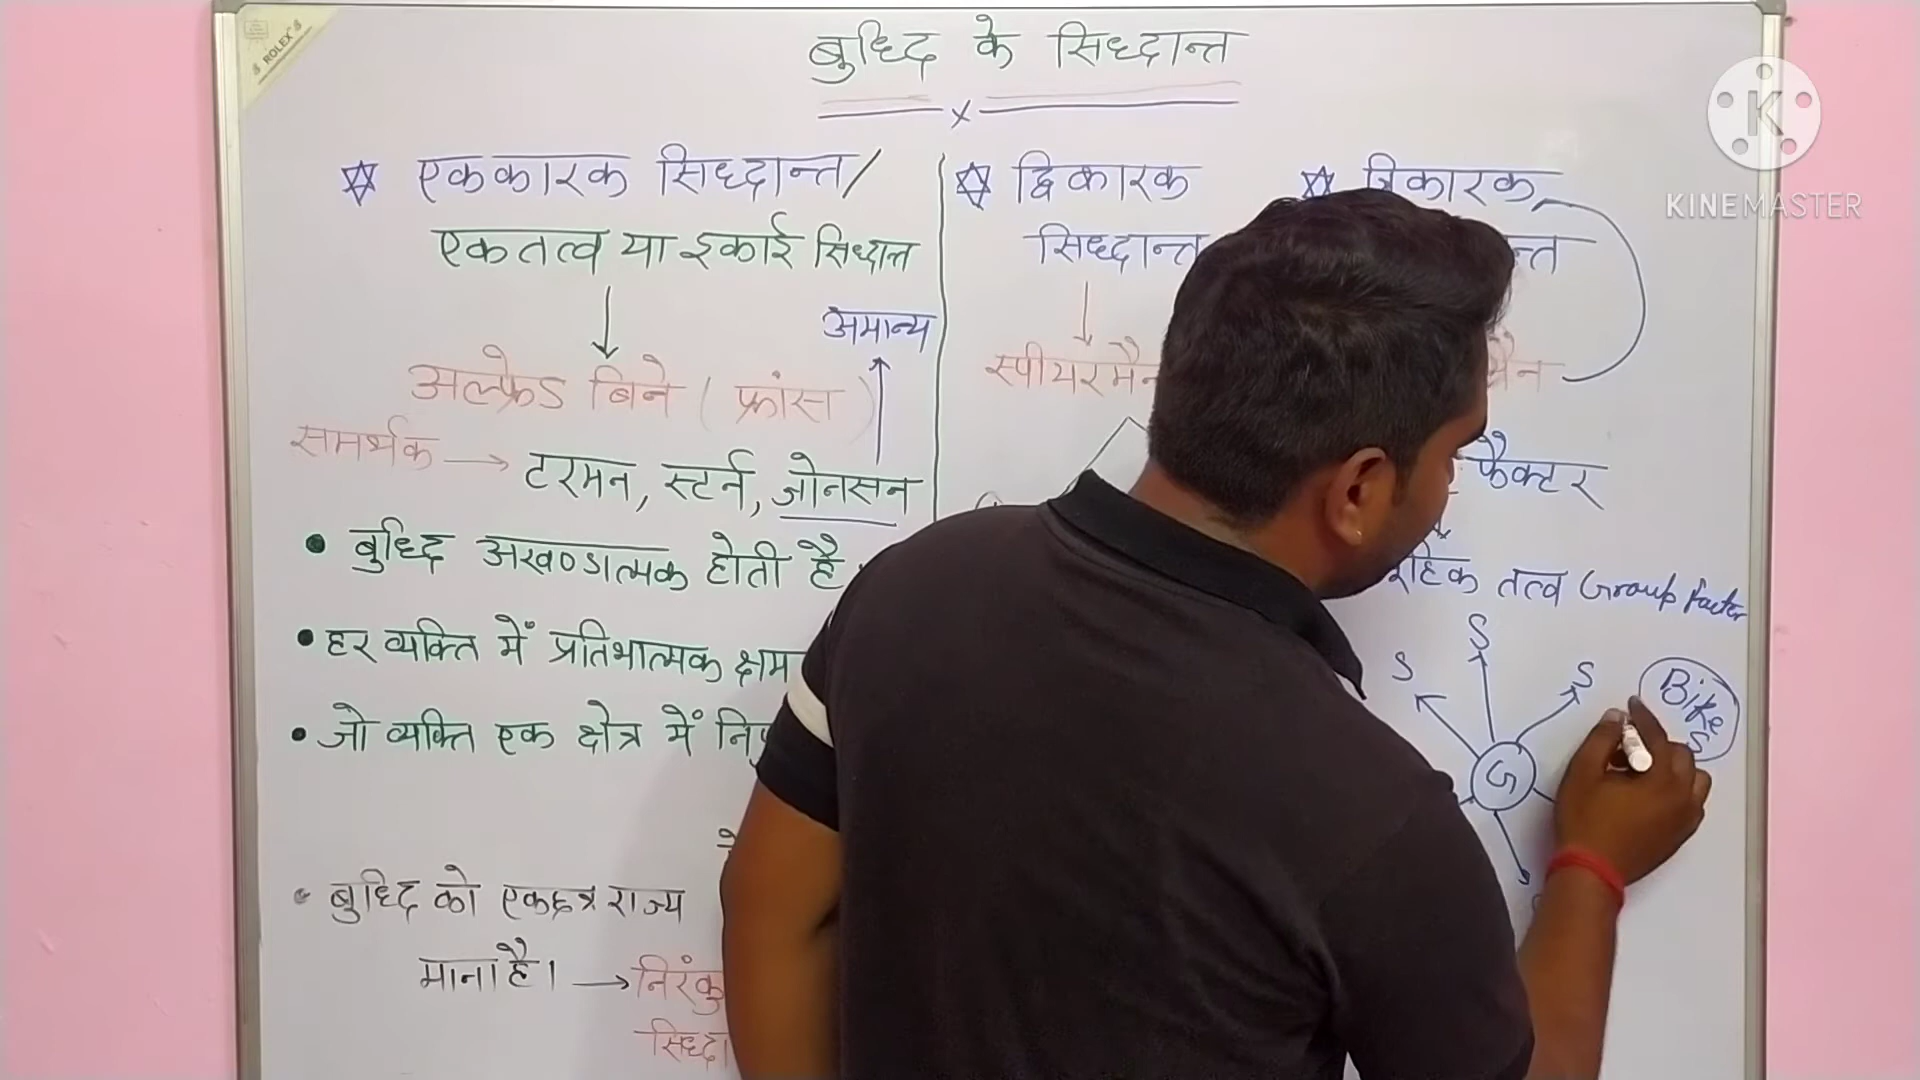 ROLEX
बुध्दि के सिध्दान्त
x
एककारक सिध्दान्त/
एकतत्व या इकाई सिध्दान्त
अल्फ्रेड बिने (फ्रांस)
अमान्य
समर्थक → टरमन, स्टर्न, जोनसन
• बुध्दि अखण्डात्मक होती है
• हर व्यक्ति में प्रतिभात्मक
• जो व्यक्ति एक क्षेत्र में
• बुध्दि को एकछत्र राज्य
माना है। →
द्विकारक
सिध्दान्त
स्पीयरमैन
त्रिकारक
फैक्टर
तत्व Group factor
S
S
S
G
Bike
S
K
KINEMASTER